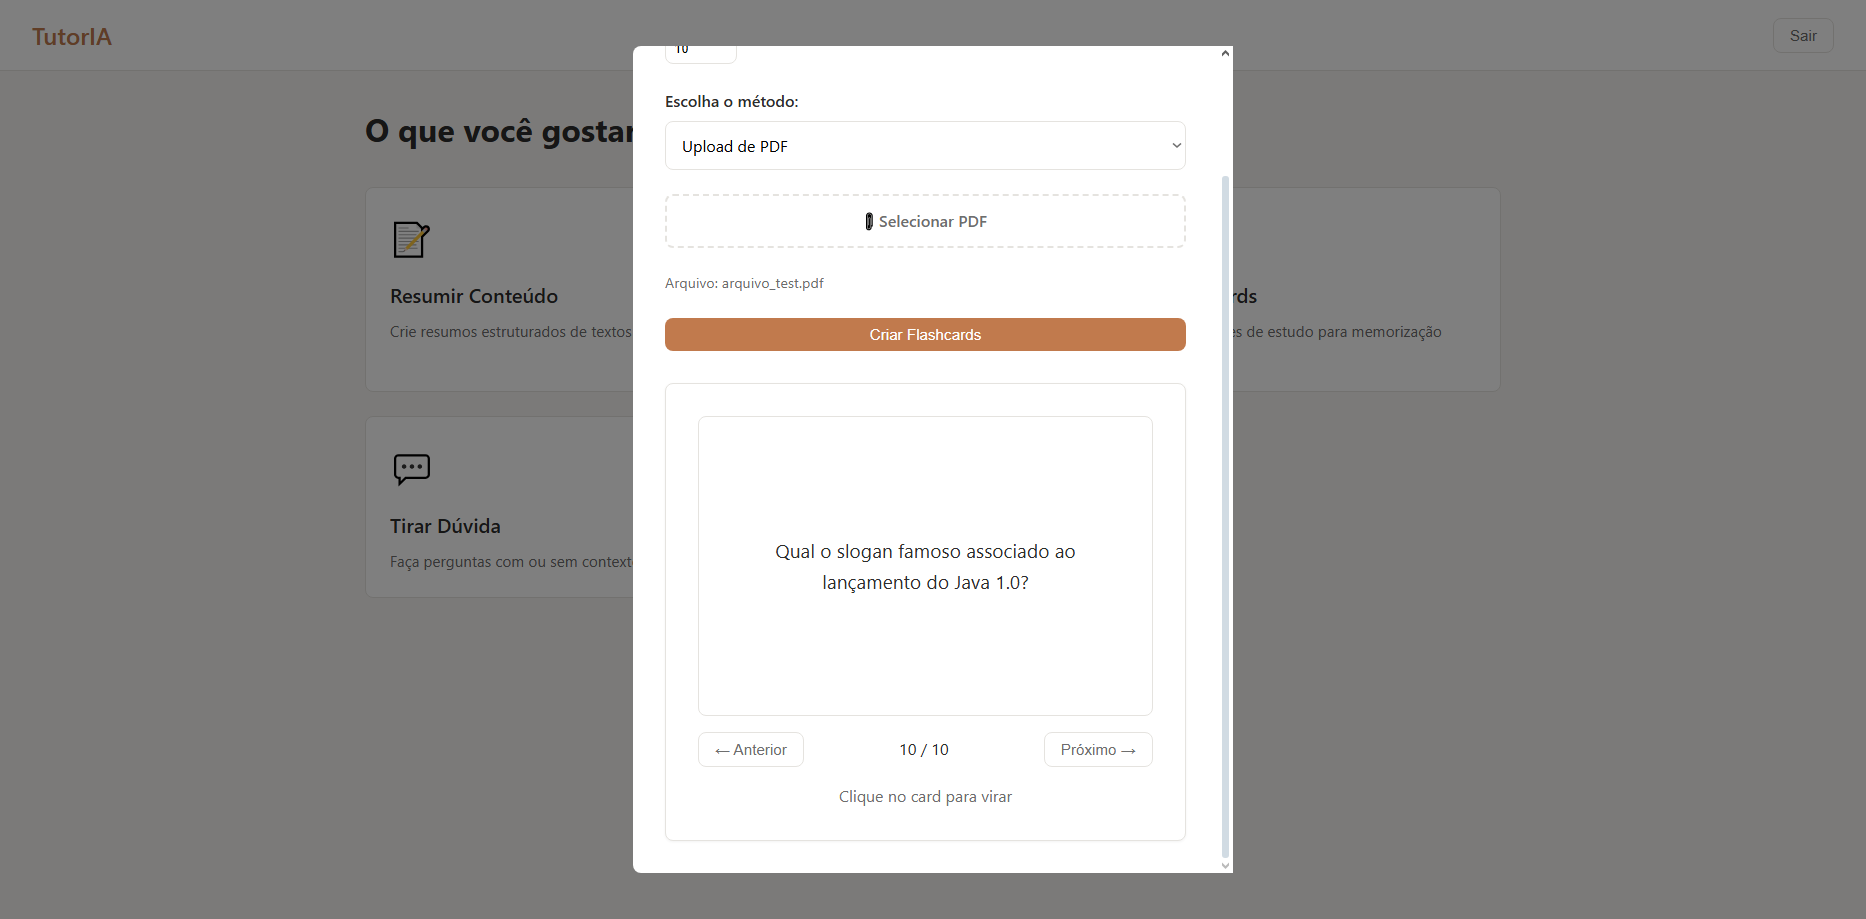 TutorIA
Sair
10
Escolha o método:
O que você gostar
Upload de PDF
Selecionar PDF
Arquivo: arquivo_test.pdf
Resumir Conteúdo
Crie resumos estruturados de textos
rds
es de estudo para memorização
Criar Flashcards
Qual o slogan famoso associado ao
lançamento do Java 1.0?
Tirar Dúvida
Faça perguntas com ou sem contexto
← Anterior
10 / 10
Próximo →
Clique no card para virar